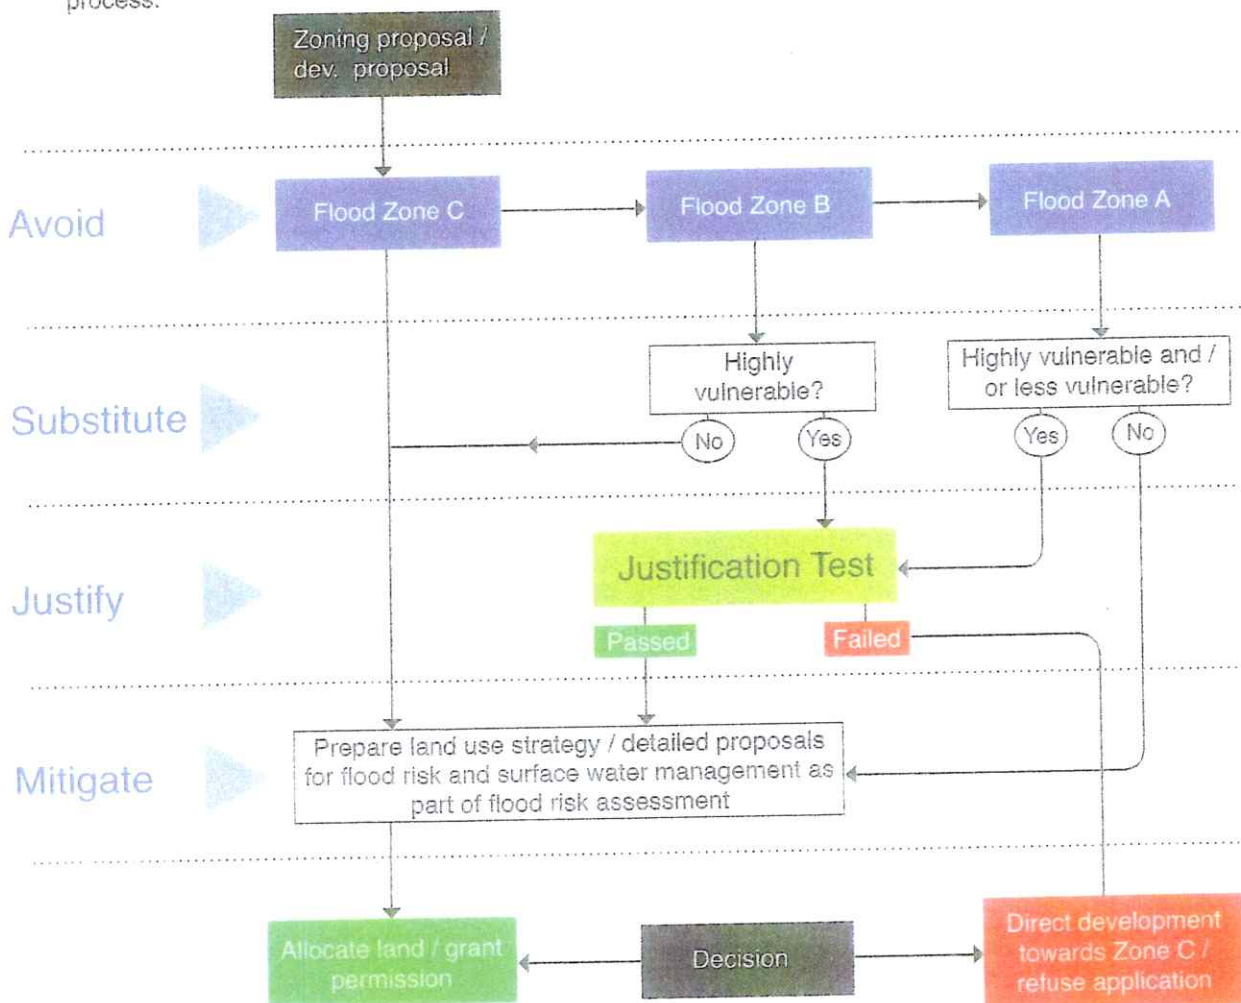 process.
Zoning proposal /
dev. proposal
Avoid
Flood Zone C
Flood Zone B
Flood Zone A
Substitute
Highly
vulnerable?
No
Yes
Highly vulnerable and /
or less vulnerable?
Yes
No
Justify
Justification Test
Passed
Failed
Mitigate
Prepare land use strategy / detailed proposals
for flood risk and surface water management as
part of flood risk assessment
Allocate land / grant
permission
Decision
Direct development
towards Zone C /
refuse application